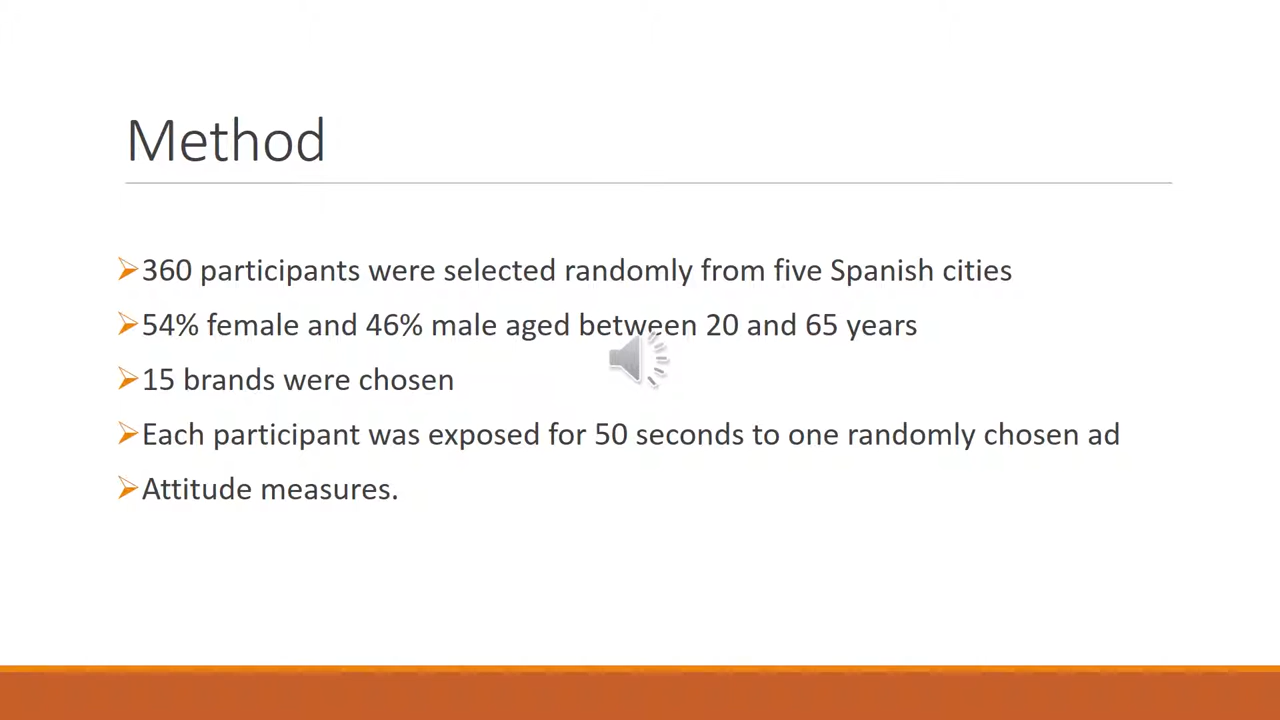 Method
➢360 participants were selected randomly from five Spanish cities
➢54% female and 46% male aged between 20 and 65 years
➢15 brands were chosen
➢Each participant was exposed for 50 seconds to one randomly chosen ad
➢Attitude measures.